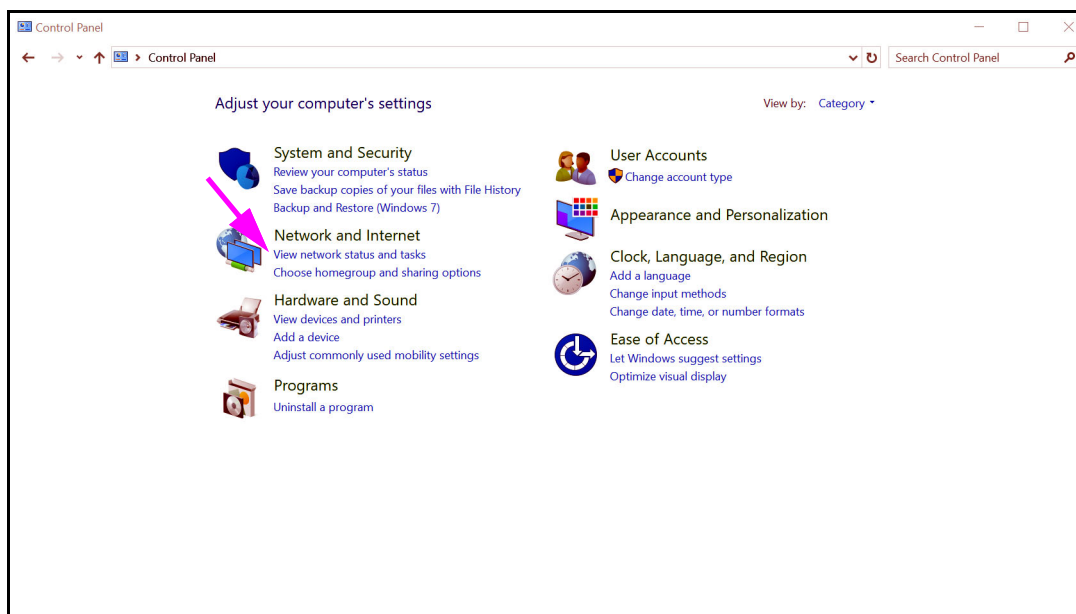 Control Panel
Control Panel
Search Control Panel
Adjust your computer's settings
View by: Category
System and Security
Review your computer's status
Save backup copies of your files with File History
Backup and Restore (Windows 7)
Network and Internet
View network status and tasks
Choose homegroup and sharing options
Hardware and Sound
View devices and printers
Add a device
Adjust commonly used mobility settings
Programs
Uninstall a program
User Accounts
Change account type
Appearance and Personalization
Clock, Language, and Region
Add a language
Change input methods
Change date, time, or number formats
Ease of Access
Let Windows suggest settings
Optimize visual display